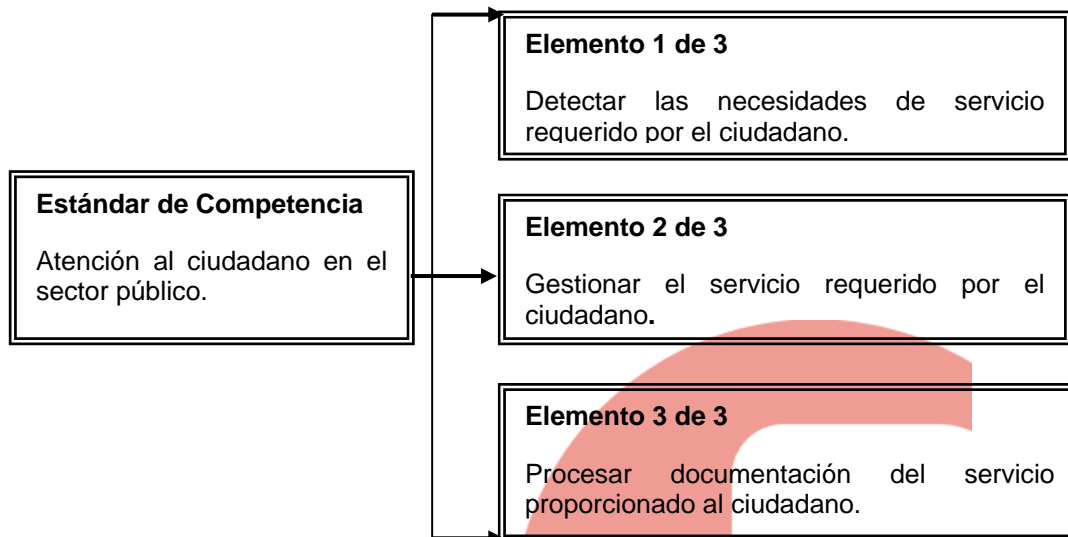 Elemento 1 de 3
Detectar las necesidades de servicio
requerido por el ciudadano.
Estándar de Competencia
Atención al ciudadano en el
sector público.
Elemento 2 de 3
Gestionar el servicio requerido por el
ciudadano.
Elemento 3 de 3
Procesar documentación del servicio
proporcionado al ciudadano.